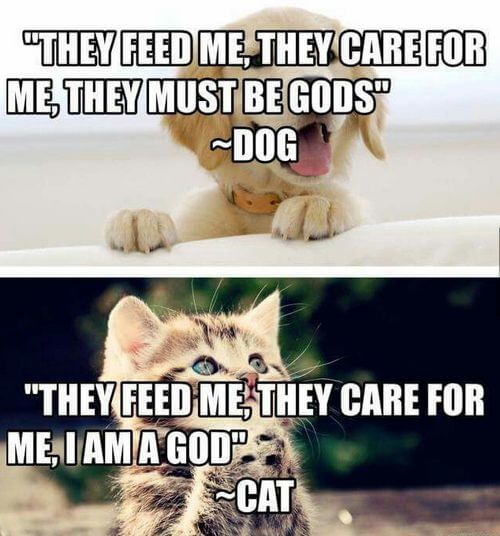 "THEY FEED ME, THEY CARE FOR
ME, THEY MUST BE GODS"
~DOG
"THEY FEED ME, THEY CARE FOR
ME, I AM A GOD"
~CAT